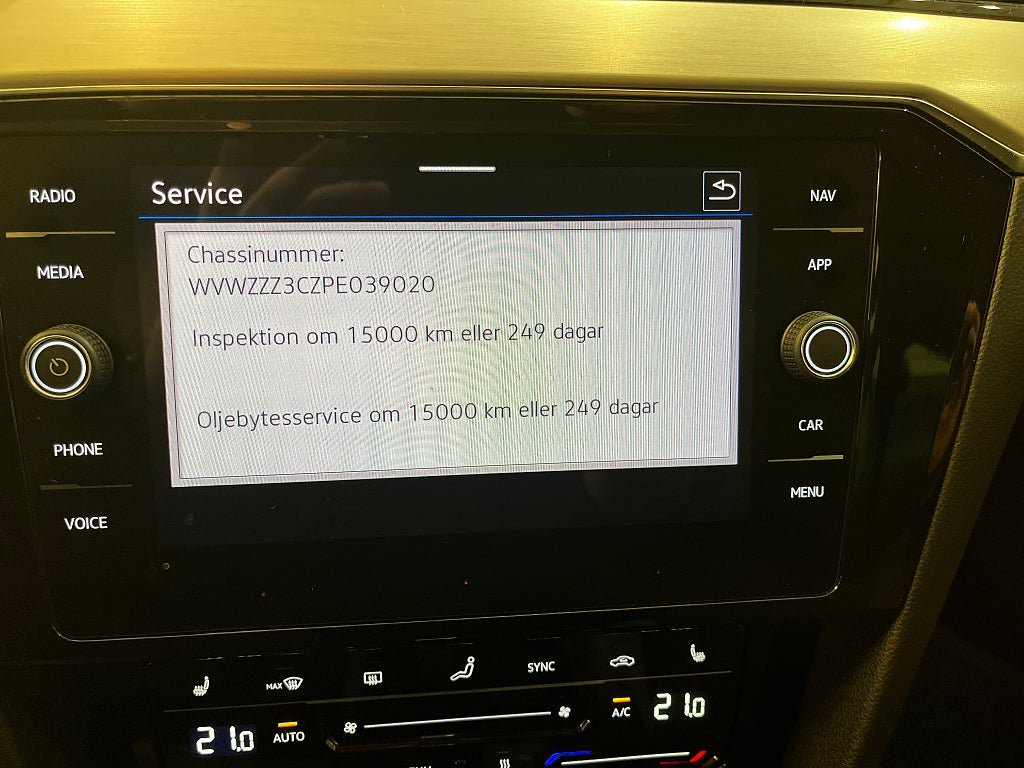 Service
RADIO
NAV
MEDIA
APP
Chassinummer:
WVWZZZ3CZPE039020
Inspektion om 15000 km eller 249 dagar
Oljebytesservice om 15000 km eller 249 dagar
PHONE
CAR
VOICE
MENU
MAX
SYNC
21.0
AUTO
A/C
21.0